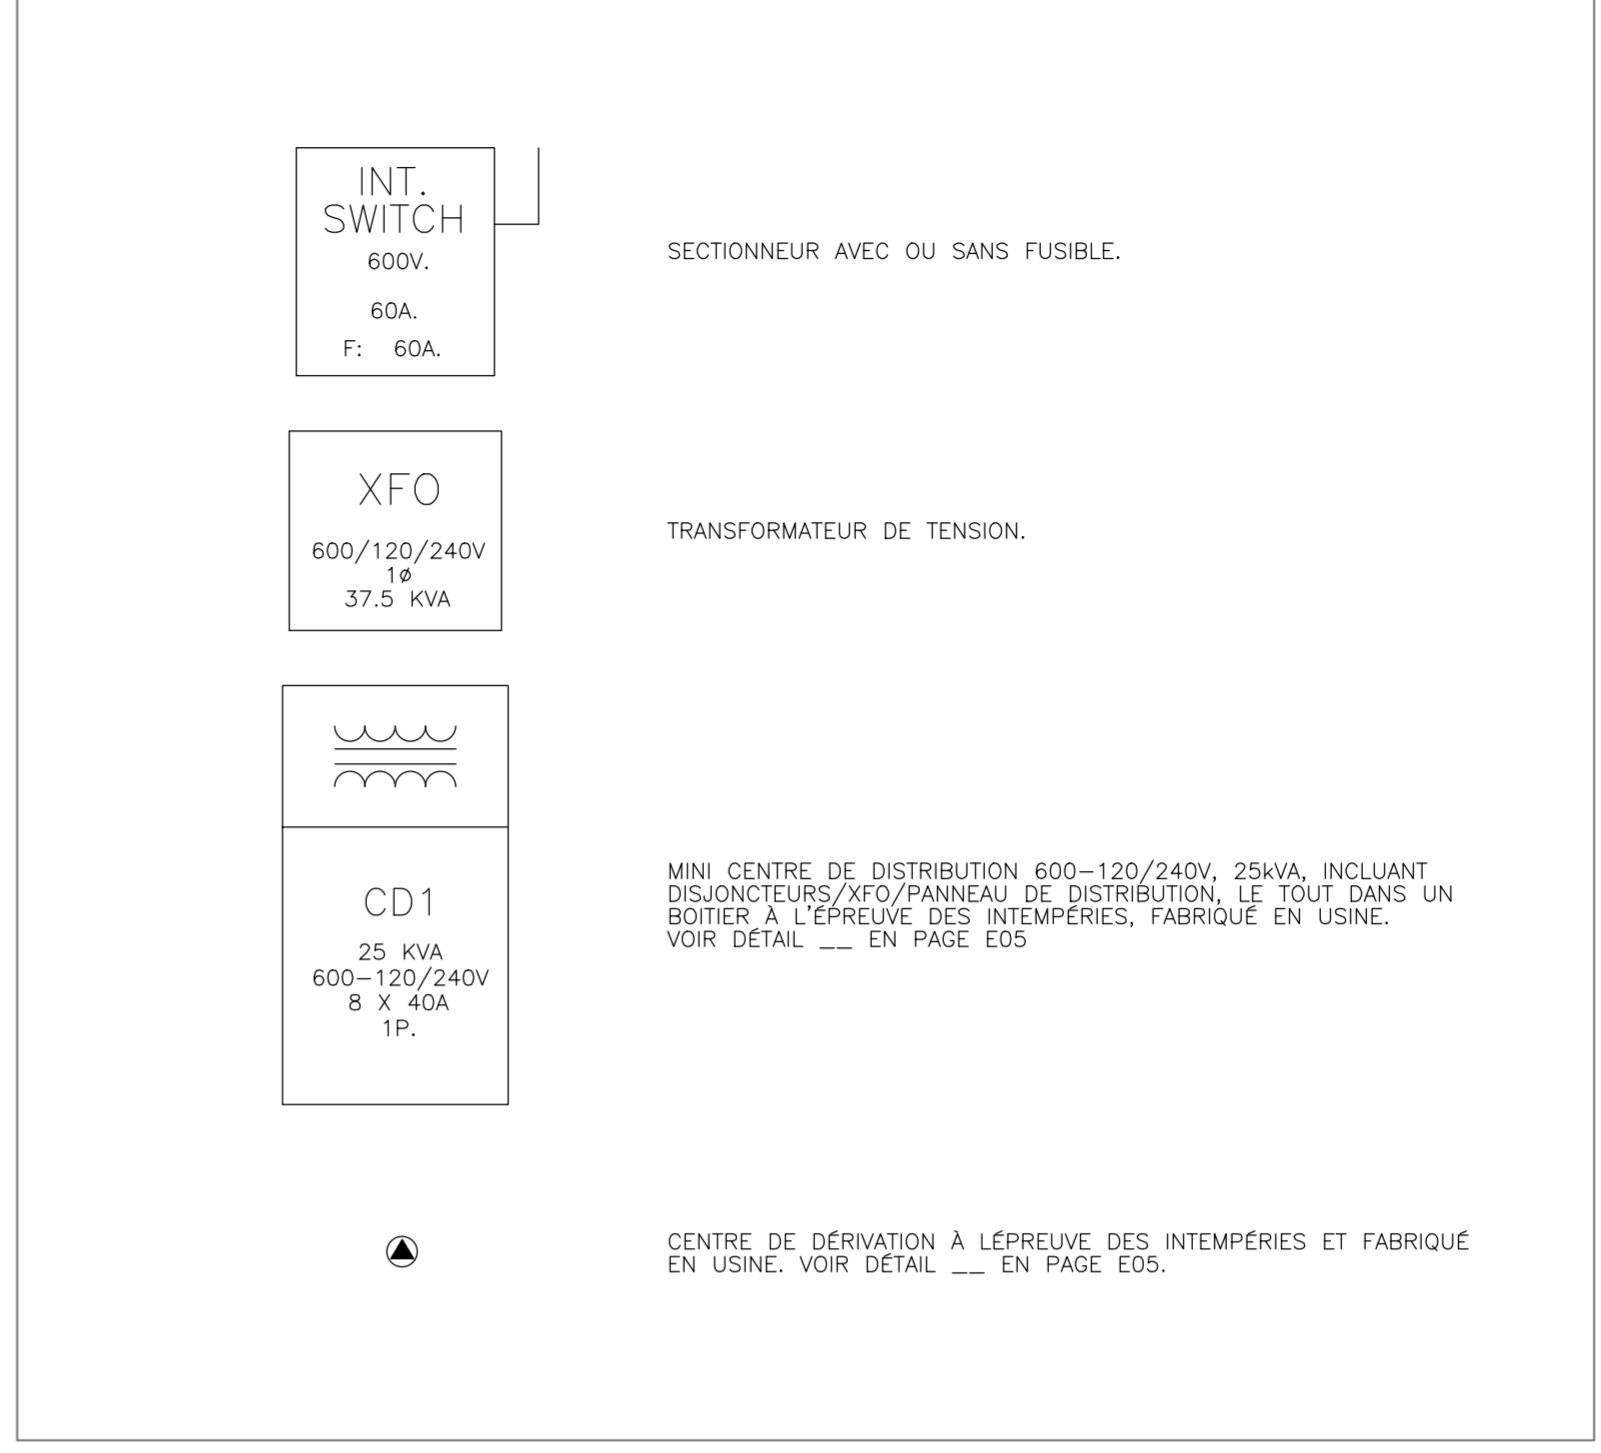 INT.
SWITCH
600V.
60A.
F: 60A.
SECTIONNEUR AVEC OU SANS FUSIBLE.
XFO
600/120/240V
1ø
37.5 KVA
TRANSFORMATEUR DE TENSION.
CD1
25 KVA
600-120/240V
8 X 40A
1P.
MINI CENTRE DE DISTRIBUTION 600-120/240V, 25kVA, INCLUANT
DISJONCTEURS/XFO/PANNEAU DE DISTRIBUTION, LE TOUT DANS UN
BOITIER À L'ÉPREUVE DES INTEMPÉRIES, FABRIQUÉ EN USINE.
VOIR DÉTAIL __ EN PAGE E05
CENTRE DE DÉRIVATION À LÉPREUVE DES INTEMPÉRIES ET FABRIQUÉ
EN USINE. VOIR DÉTAIL __ EN PAGE E05.